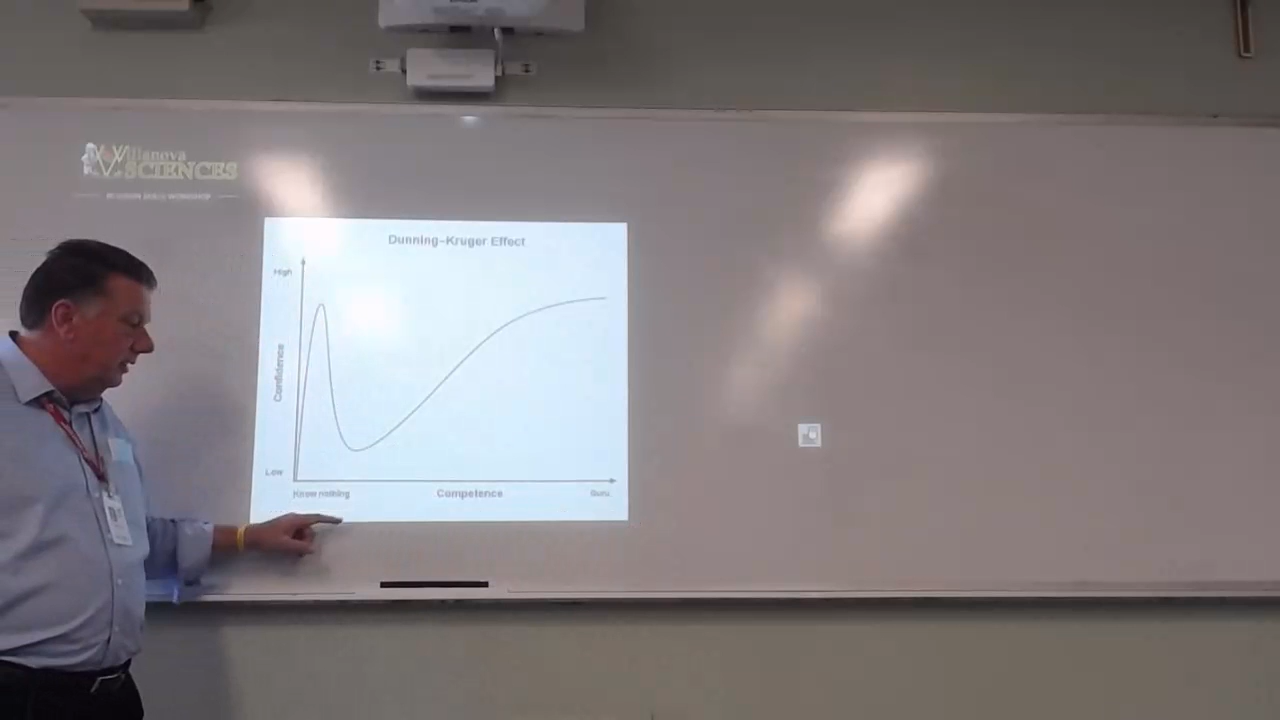 Villanova
SCIENCES
Dunning–Kruger Effect
High
Confidence
Low
Know nothing
Competence
Guru